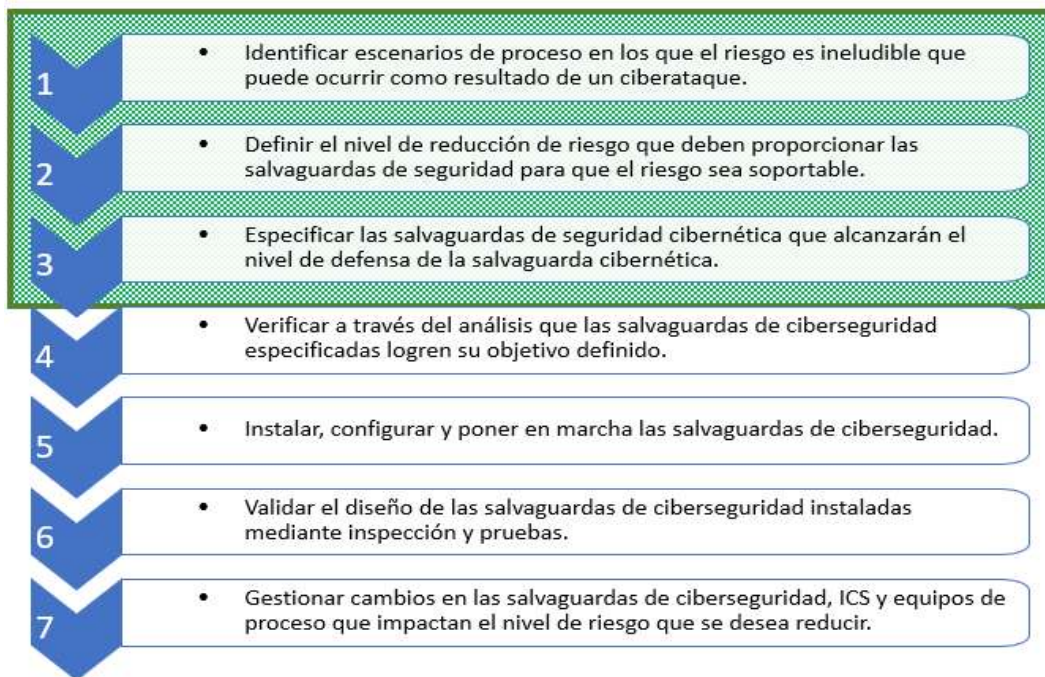 1
• Identificar escenarios de proceso en los que el riesgo es ineludible que
puede ocurrir como resultado de un ciberataque.
2
• Definir el nivel de reducción de riesgo que deben proporcionar las
salvaguardas de seguridad para que el riesgo sea soportable.
3
• Especificar las salvaguardas de seguridad cibernética que alcanzarán el
nivel de defensa de la salvaguarda cibernética.
4
• Verificar a través del análisis que las salvaguardas de ciberseguridad
especificadas logren su objetivo definido.
5
• Instalar, configurar y poner en marcha las salvaguardas de ciberseguridad.
6
• Validar el diseño de las salvaguardas de ciberseguridad instaladas
mediante inspección y pruebas.
7
• Gestionar cambios en las salvaguardas de ciberseguridad, ICS y equipos de
proceso que impactan el nivel de riesgo que se desea reducir.